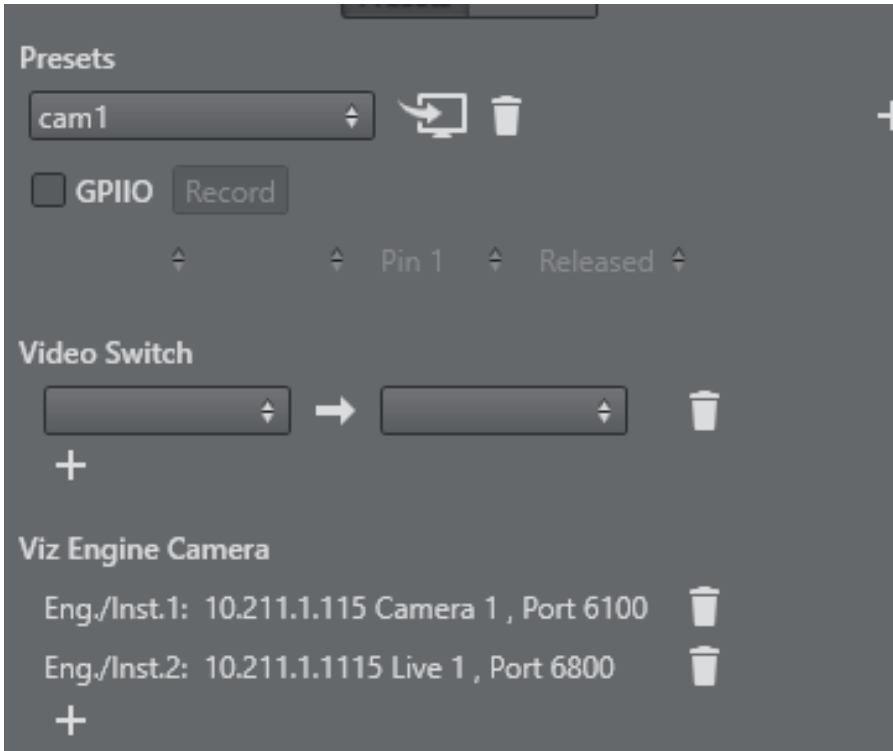 Presets
cam1
GPIIO Record
Pin 1 Released
Video Switch
Viz Engine Camera
Eng./Inst.1: 10.211.1.115 Camera 1 , Port 6100
Eng./Inst.2: 10.211.1.1115 Live 1 , Port 6800